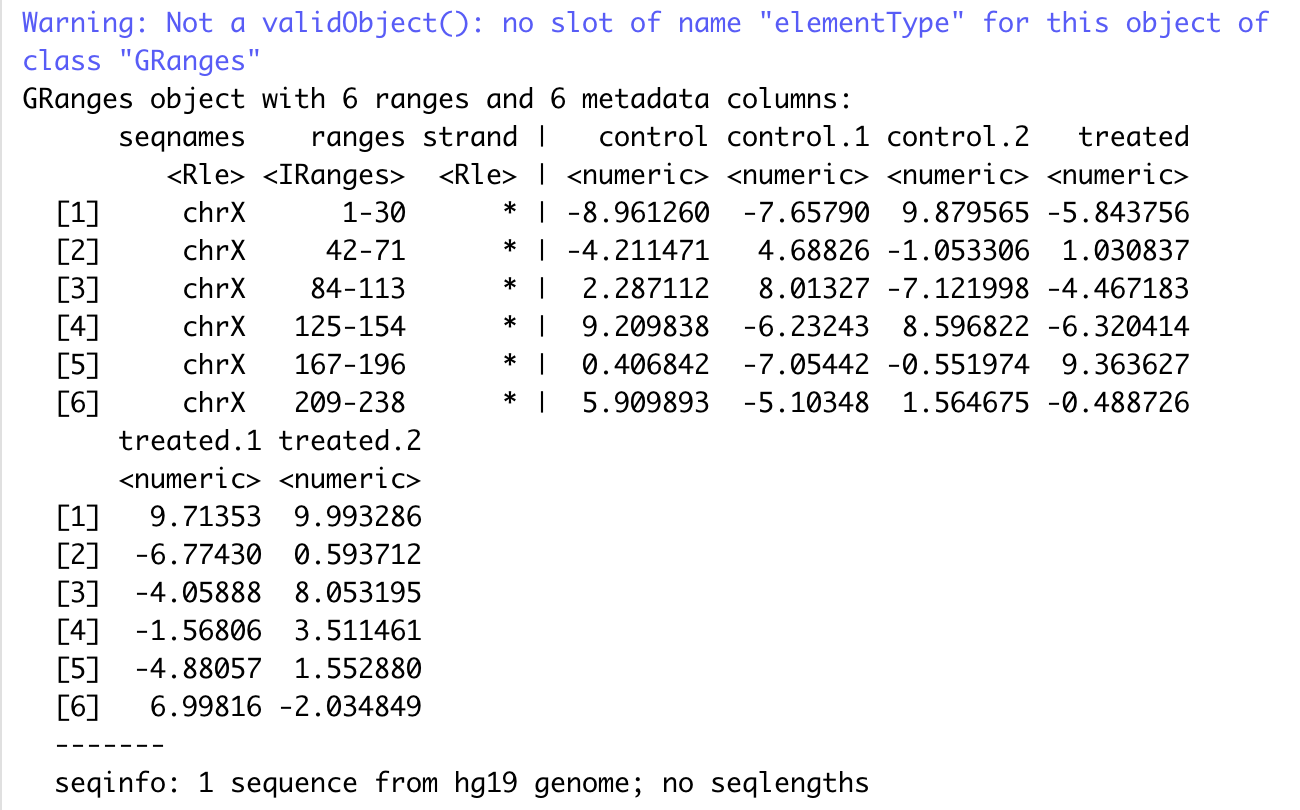 Warning: Not a validObject(): no slot of name "elementType" for this object of
class "GRanges"
GRanges object with 6 ranges and 6 metadata columns:
      seqnames    ranges strand |   control control.1 control.2   treated
         <Rle> <IRanges>  <Rle> | <numeric> <numeric> <numeric> <numeric>
  [1]     chrX      1-30      * | -8.961260  -7.65790  9.879565 -5.843756
  [2]     chrX     42-71      * | -4.211471   4.68826 -1.053306  1.030837
  [3]     chrX    84-113      * |  2.287112   8.01327 -7.121998 -4.467183
  [4]     chrX   125-154      * |  9.209838  -6.23243  8.596822 -6.320414
  [5]     chrX   167-196      * |  0.406842  -7.05442 -0.551974  9.363627
  [6]     chrX   209-238      * |  5.909893  -5.10348  1.564675 -0.488726
      treated.1 treated.2
      <numeric> <numeric>
  [1]   9.71353  9.993286
  [2]  -6.77430  0.593712
  [3]  -4.05888  8.053195
  [4]  -1.56806  3.511461
  [5]  -4.88057  1.552880
  [6]   6.99816 -2.034849
  -------
  seqinfo: 1 sequence from hg19 genome; no seqlengths